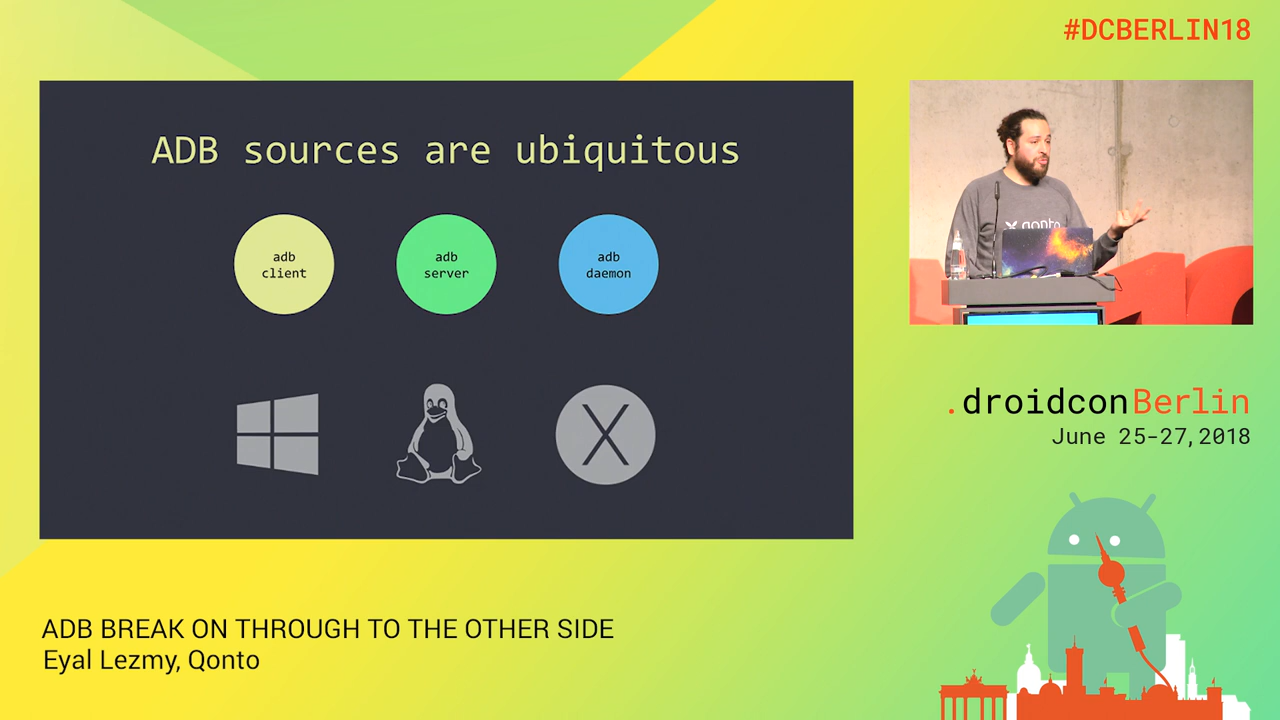 #DCBERLIN18
ADB sources are ubiquitous
adb
client
adb
server
adb
daemon
X
qonto
.droidconBerlin
June 25-27, 2018
ADB BREAK ON THROUGH TO THE OTHER SIDE
Eyal Lezmy, Qonto